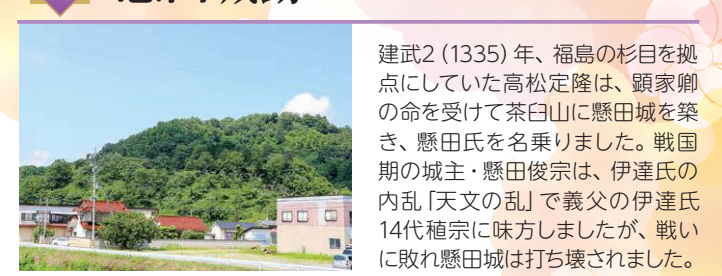 建武2（1335）年、福島の杉目を拠
点にしていた高松定隆は、顕家卿
の命を受けて茶臼山に懸田城を築
き、懸田氏を名乗りました。戦国
期の城主・懸田俊宗は、伊達氏の
内乱「天文の乱」で義父の伊達氏
14代稙宗に味方しましたが、戦い
に敗れ懸田城は打ち壊されました。